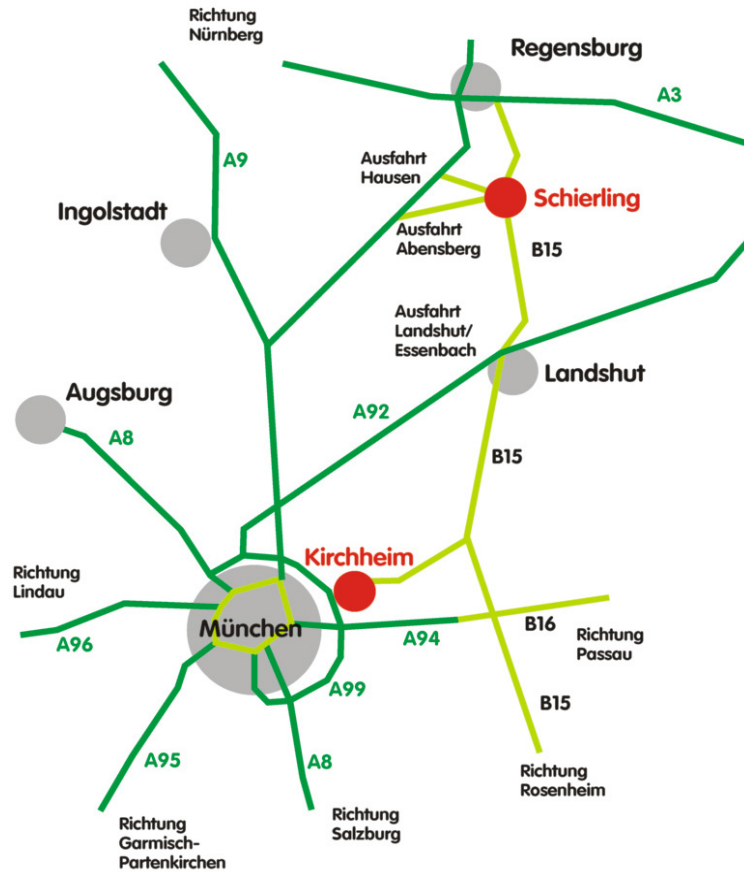 Richtung
Nürnberg
Regensburg
A3
A9
Ausfahrt
Hausen
Schierling
Ingolstadt
Ausfahrt
Abensberg
B15
Ausfahrt
Landshut/
Essenbach
Landshut
Augsburg
A92
A8
B15
Kirchheim
Richtung
Lindau
München
A96
A94
B16
Richtung
Passau
A99
B15
A95
A8
Richtung
Rosenheim
Richtung
Salzburg
Richtung
Garmisch-
Partenkirchen